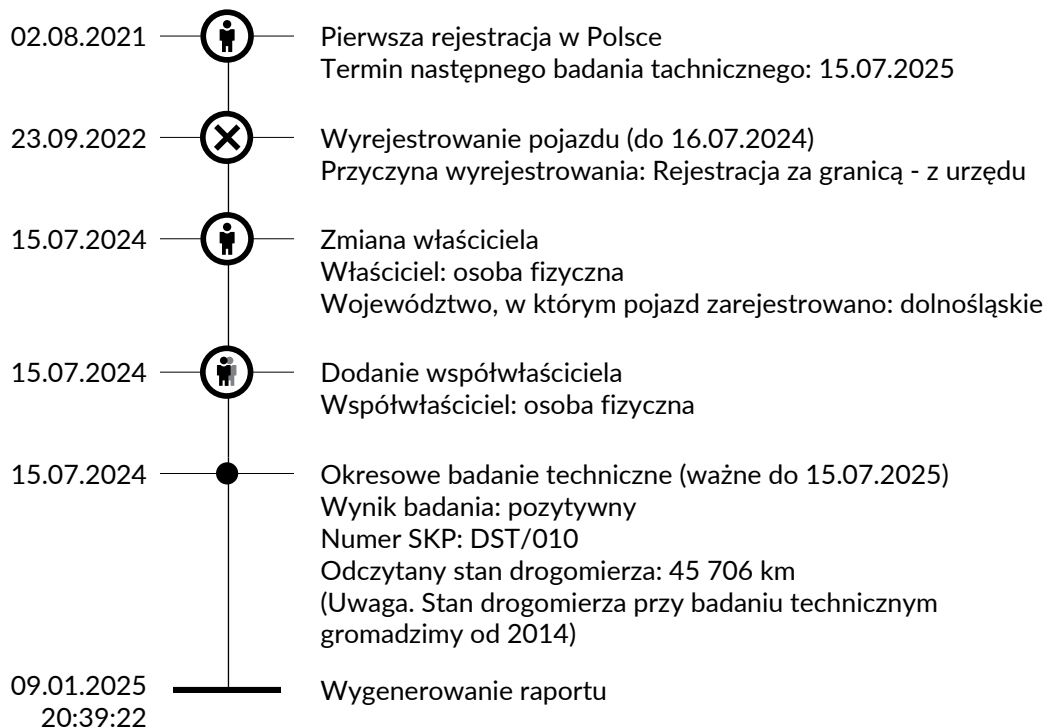 02.08.2021
Pierwsza rejestracja w Polsce
Termin następnego badania tachnicznego: 15.07.2025
23.09.2022
Wyrejestrowanie pojazdu (do 16.07.2024)
Przyczyna wyrejestrowania: Rejestracja za granicą - z urzędu
15.07.2024
Zmiana właściciela
Właściciel: osoba fizyczna
Województwo, w którym pojazd zarejestrowano: dolnośląskie
15.07.2024
Dodanie współwłaściciela
Współwłaściciel: osoba fizyczna
15.07.2024
Okresowe badanie techniczne (ważne do 15.07.2025)
Wynik badania: pozytywny
Numer SKP: DST/010
Odczytany stan drogomierza: 45 706 km
(Uwaga. Stan drogomierza przy badaniu technicznym
gromadzimy od 2014)
09.01.2025
20:39:22
Wygenerowanie raportu